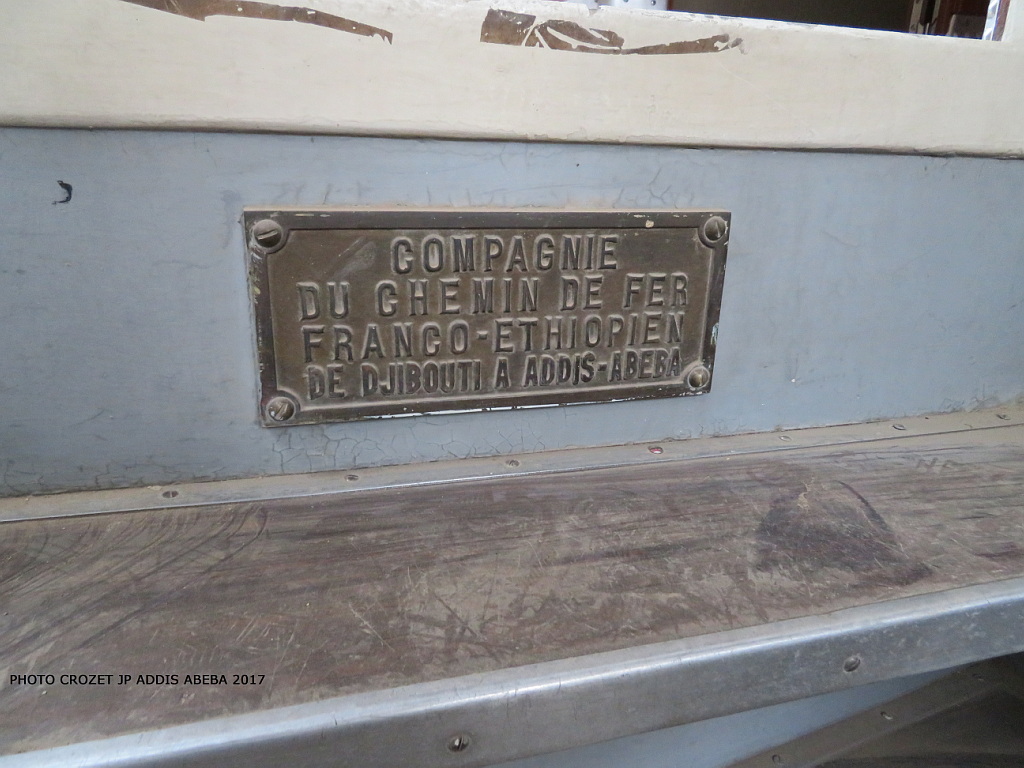 COMPAGNIE
DU CHEMIN DE FER
FRANCO-ETHIOPIEN
DE DJIBOUTI A ADDIS-ABEBA
PHOTO CROZET JP ADDIS ABEBA 2017